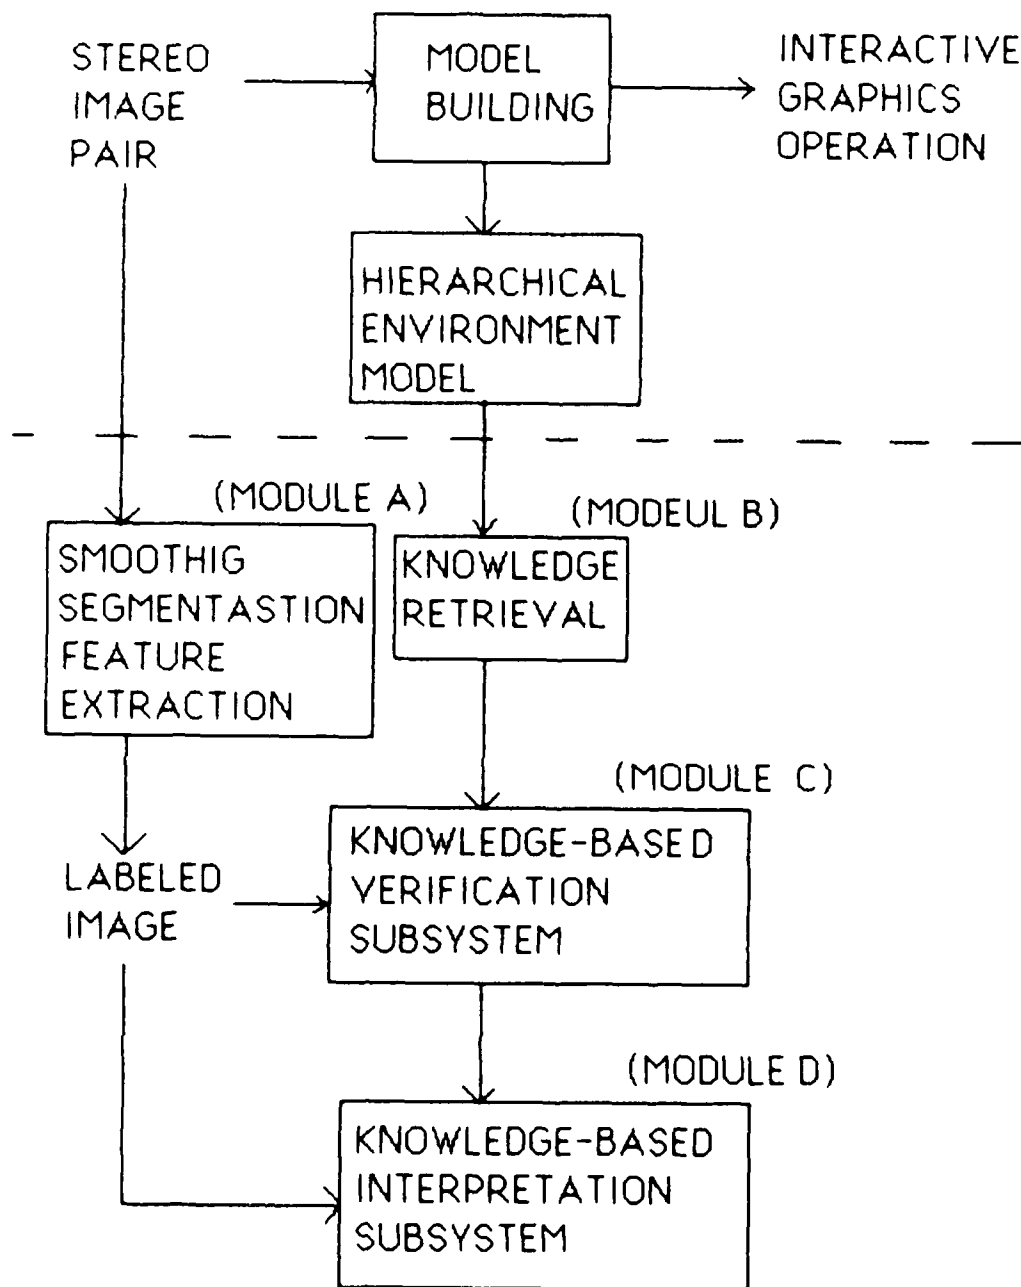 STEREO
IMAGE
PAIR
MODEL
BUILDING
INTERACTIVE
GRAPHICS
OPERATION
HIERARCHICAL
ENVIRONMENT
MODEL
(MODULE A)
SMOOTHIG
SEGMENTASTION
FEATURE
EXTRACTION
(MODEUL B)
KNOWLEDGE
RETRIEVAL
(MODULE C)
LABELED
IMAGE
KNOWLEDGE-BASED
VERIFICATION
SUBSYSTEM
(MODULE D)
KNOWLEDGE-BASED
INTERPRETATION
SUBSYSTEM